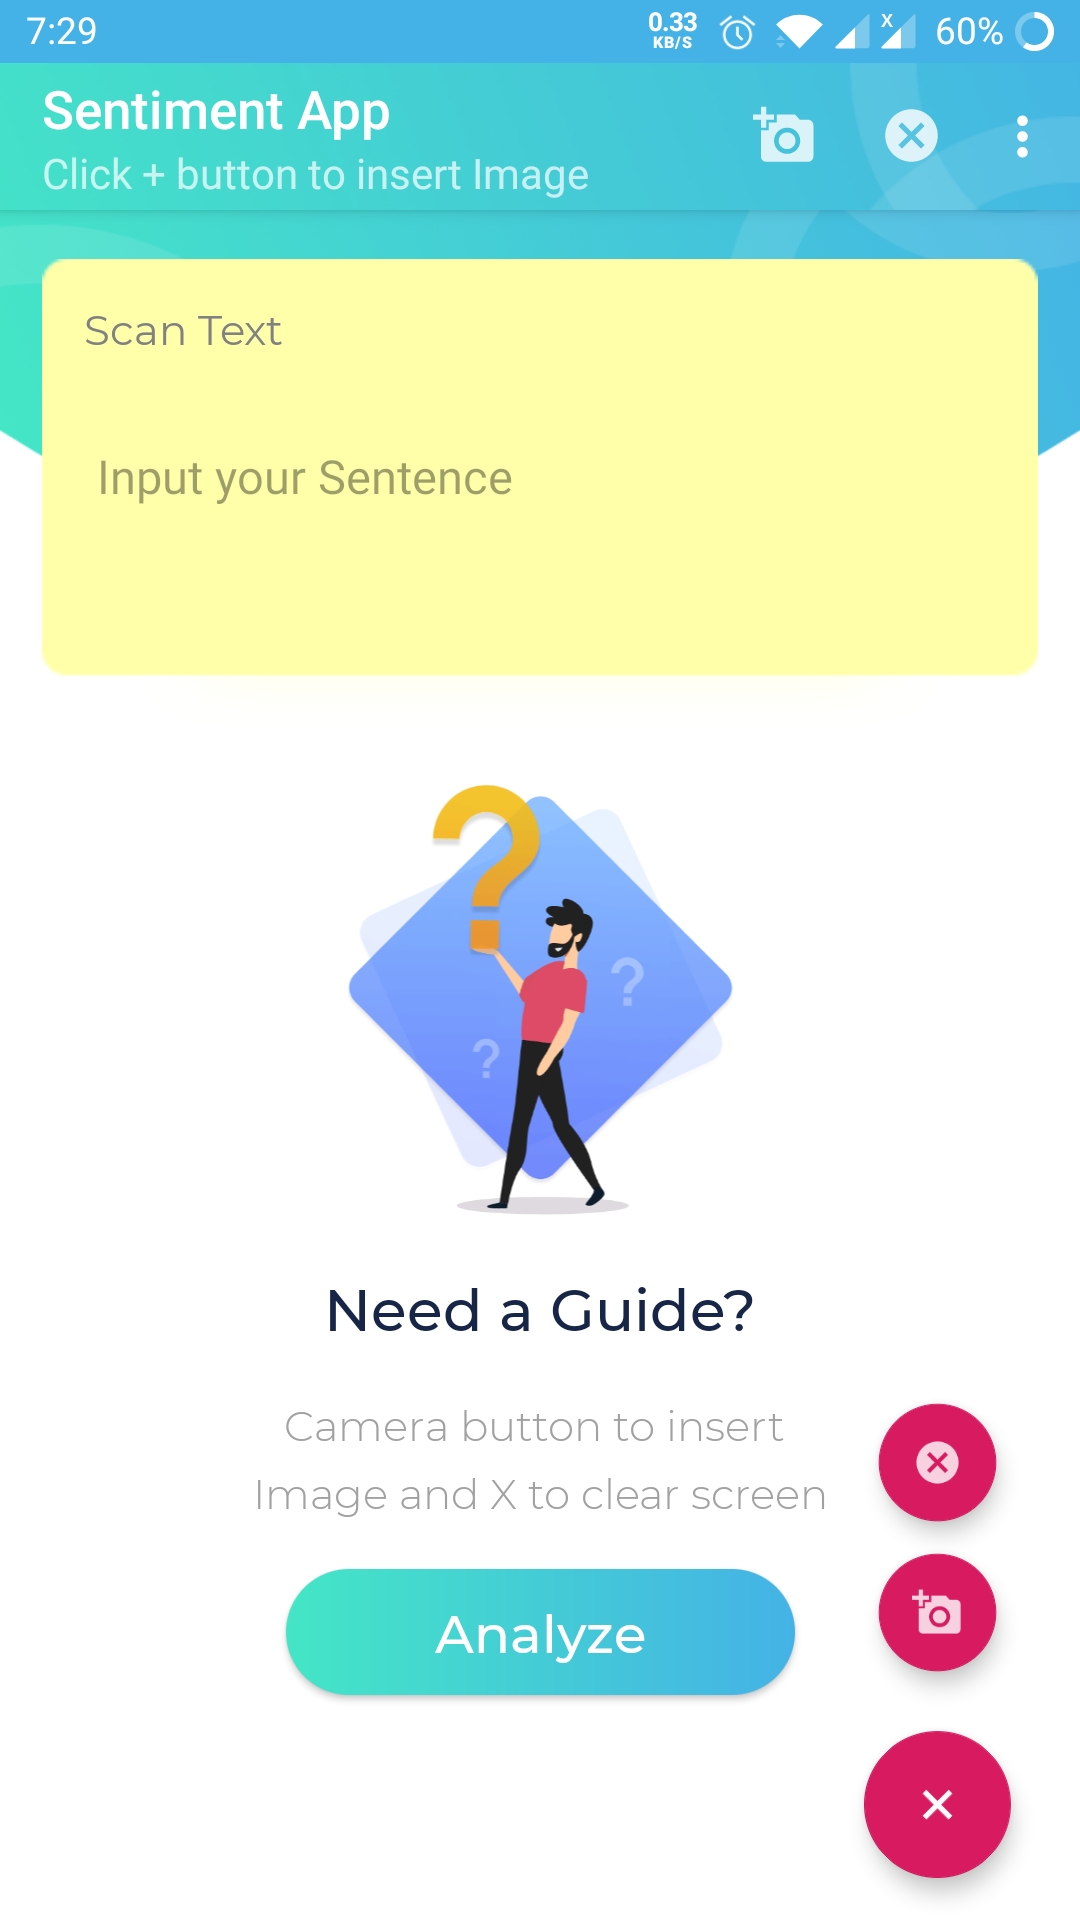 7:29
0.33
KB/S
X
60%
Sentiment App
Click + button to insert Image
Scan Text
Input your Sentence
?
?
?
Need a Guide?
Camera button to insert
Image and X to clear screen
Analyze